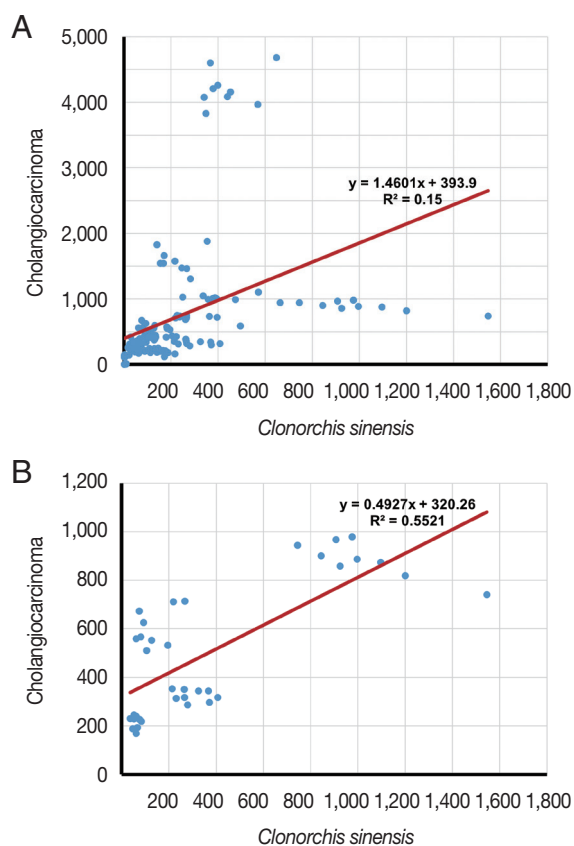 A
5,000
4,000
3,000
2,000
1,000
0
Cholangiocarcinoma
y = 1.4601x + 393.9
R² = 0.15
200 400 600 800 1,000 1,200 1,400 1,600 1,800
Clonorchis sinensis
B
1,200
1,000
800
600
400
200
0
Cholangiocarcinoma
y = 0.4927x + 320.26
R² = 0.5521
200 400 600 800 1,000 1,200 1,400 1,600 1,800
Clonorchis sinensis